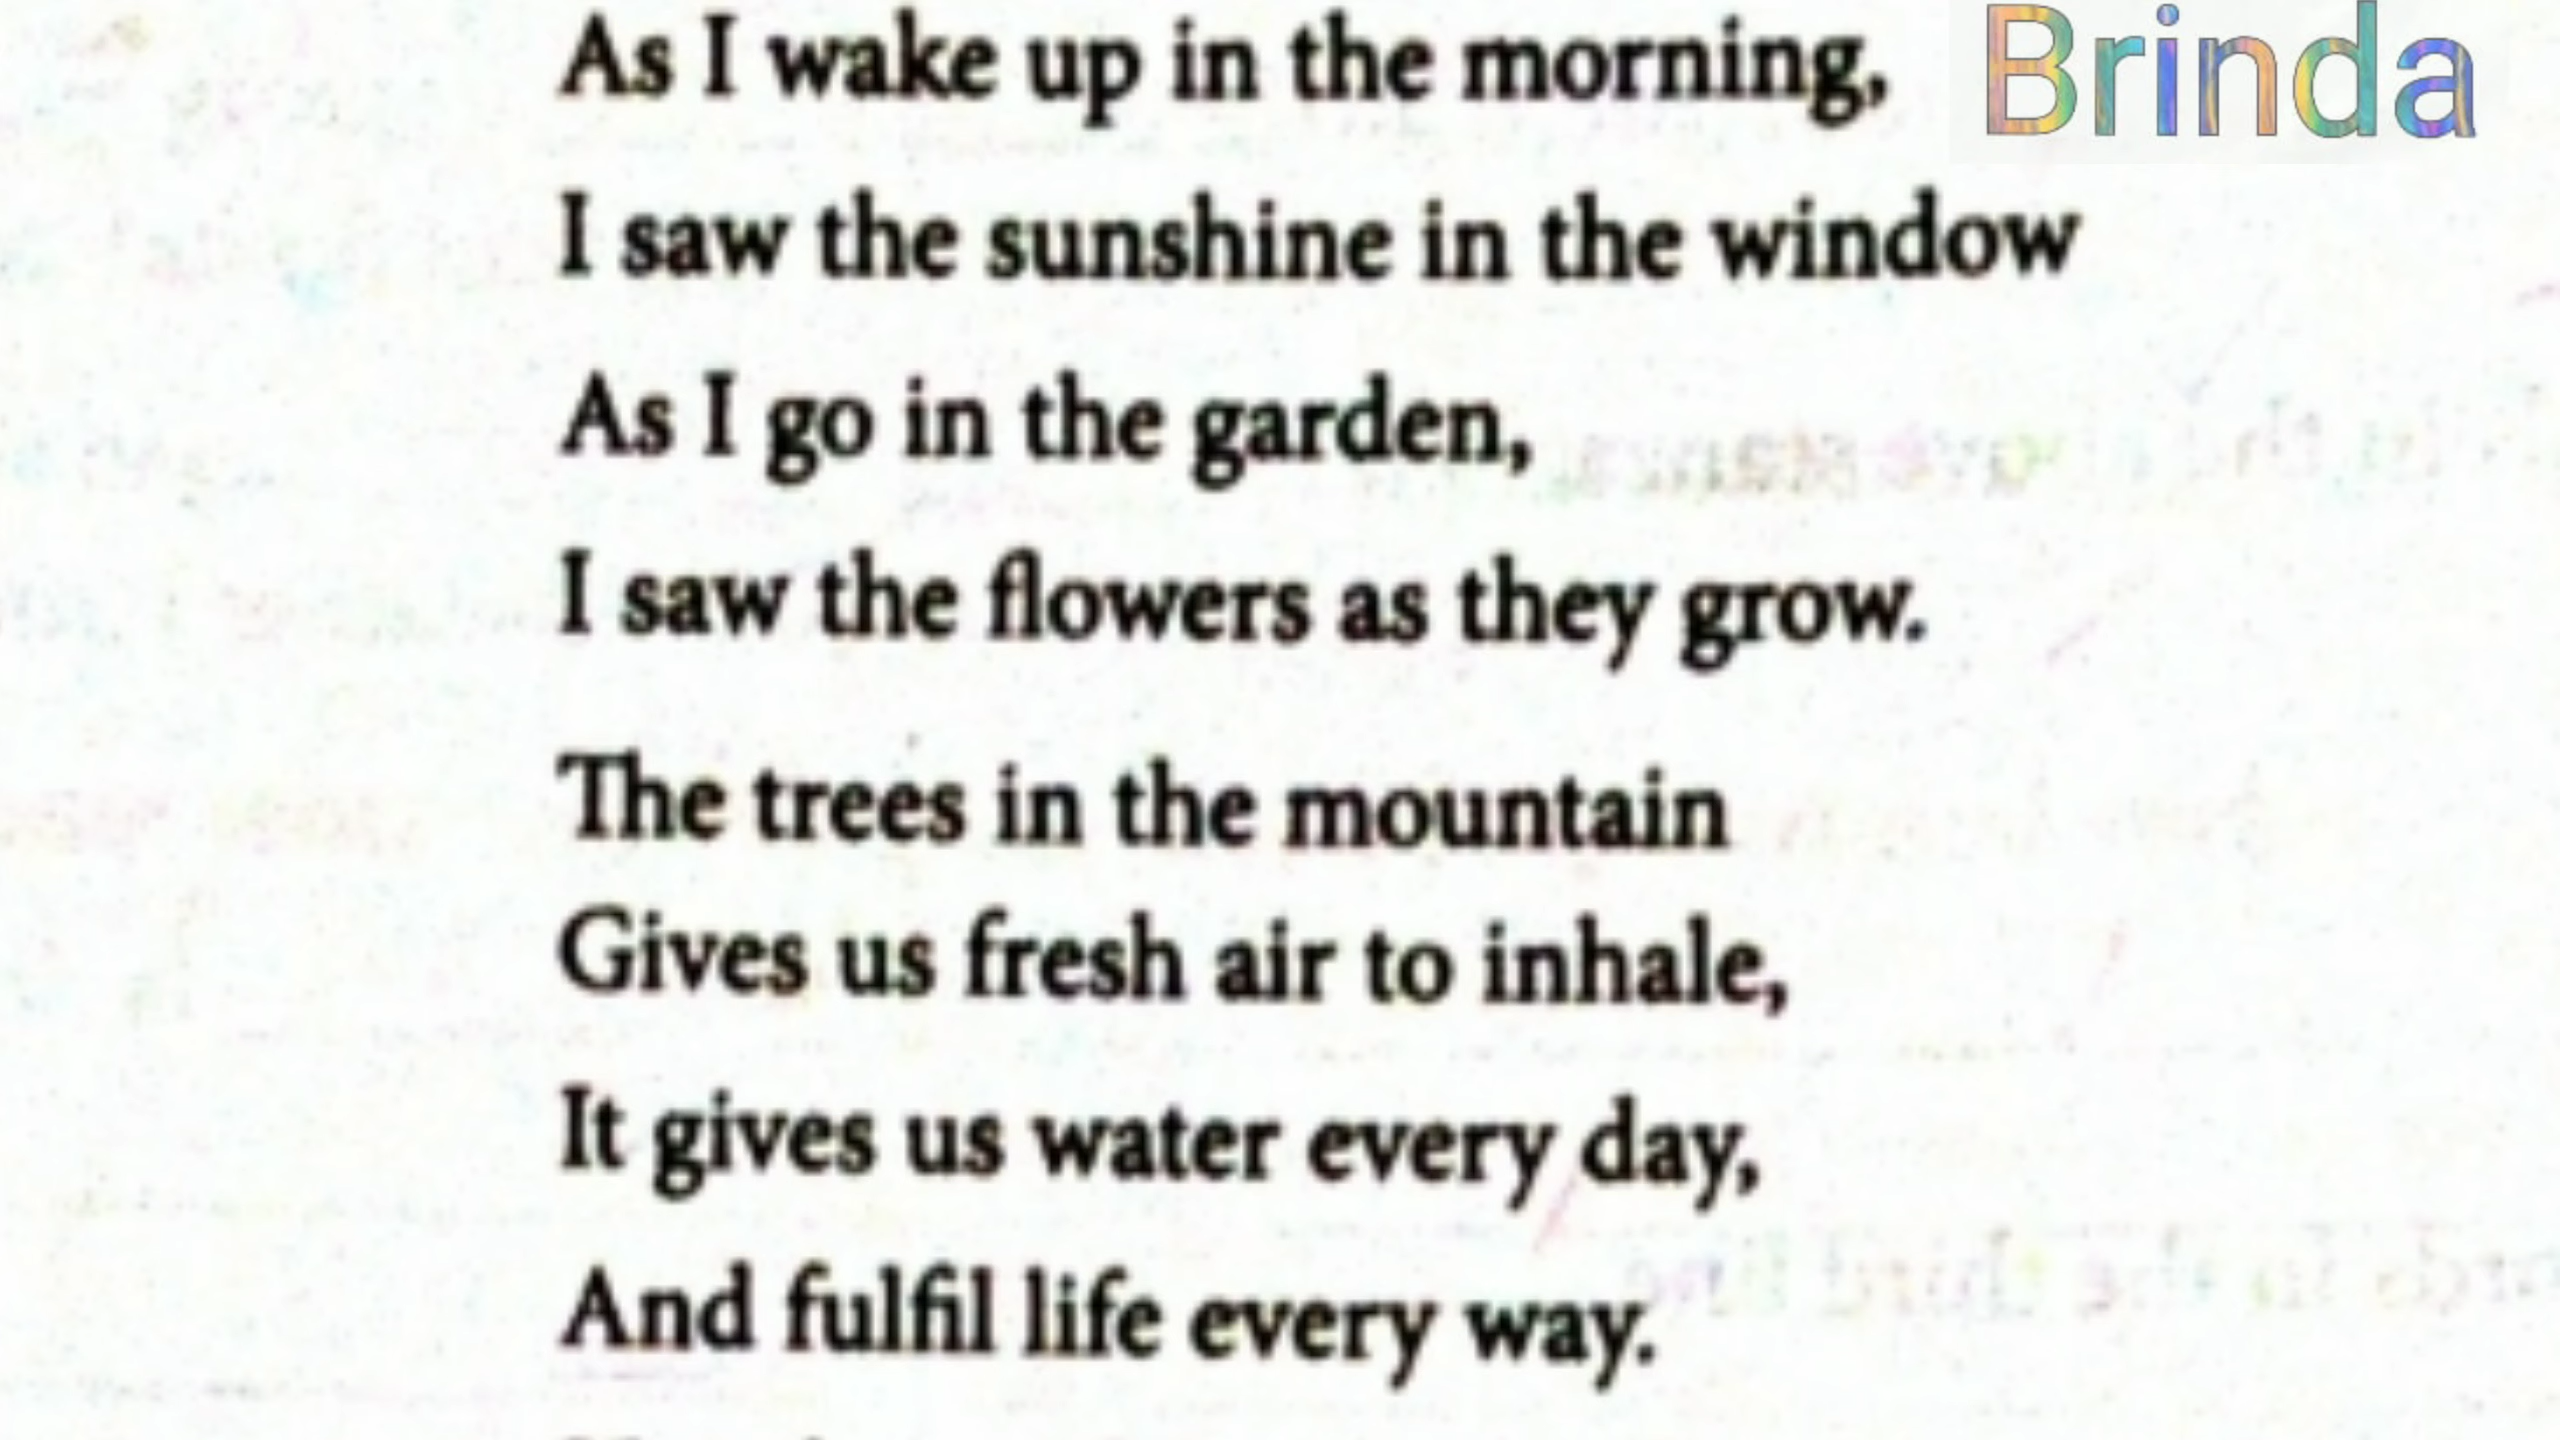 As I wake up in the morning,
Brinda
I saw the sunshine in the window
As I go in the garden,
I saw the flowers as they grow.
The trees in the mountain
Gives us fresh air to inhale,
It gives us water every day,
And fulfil life every way.